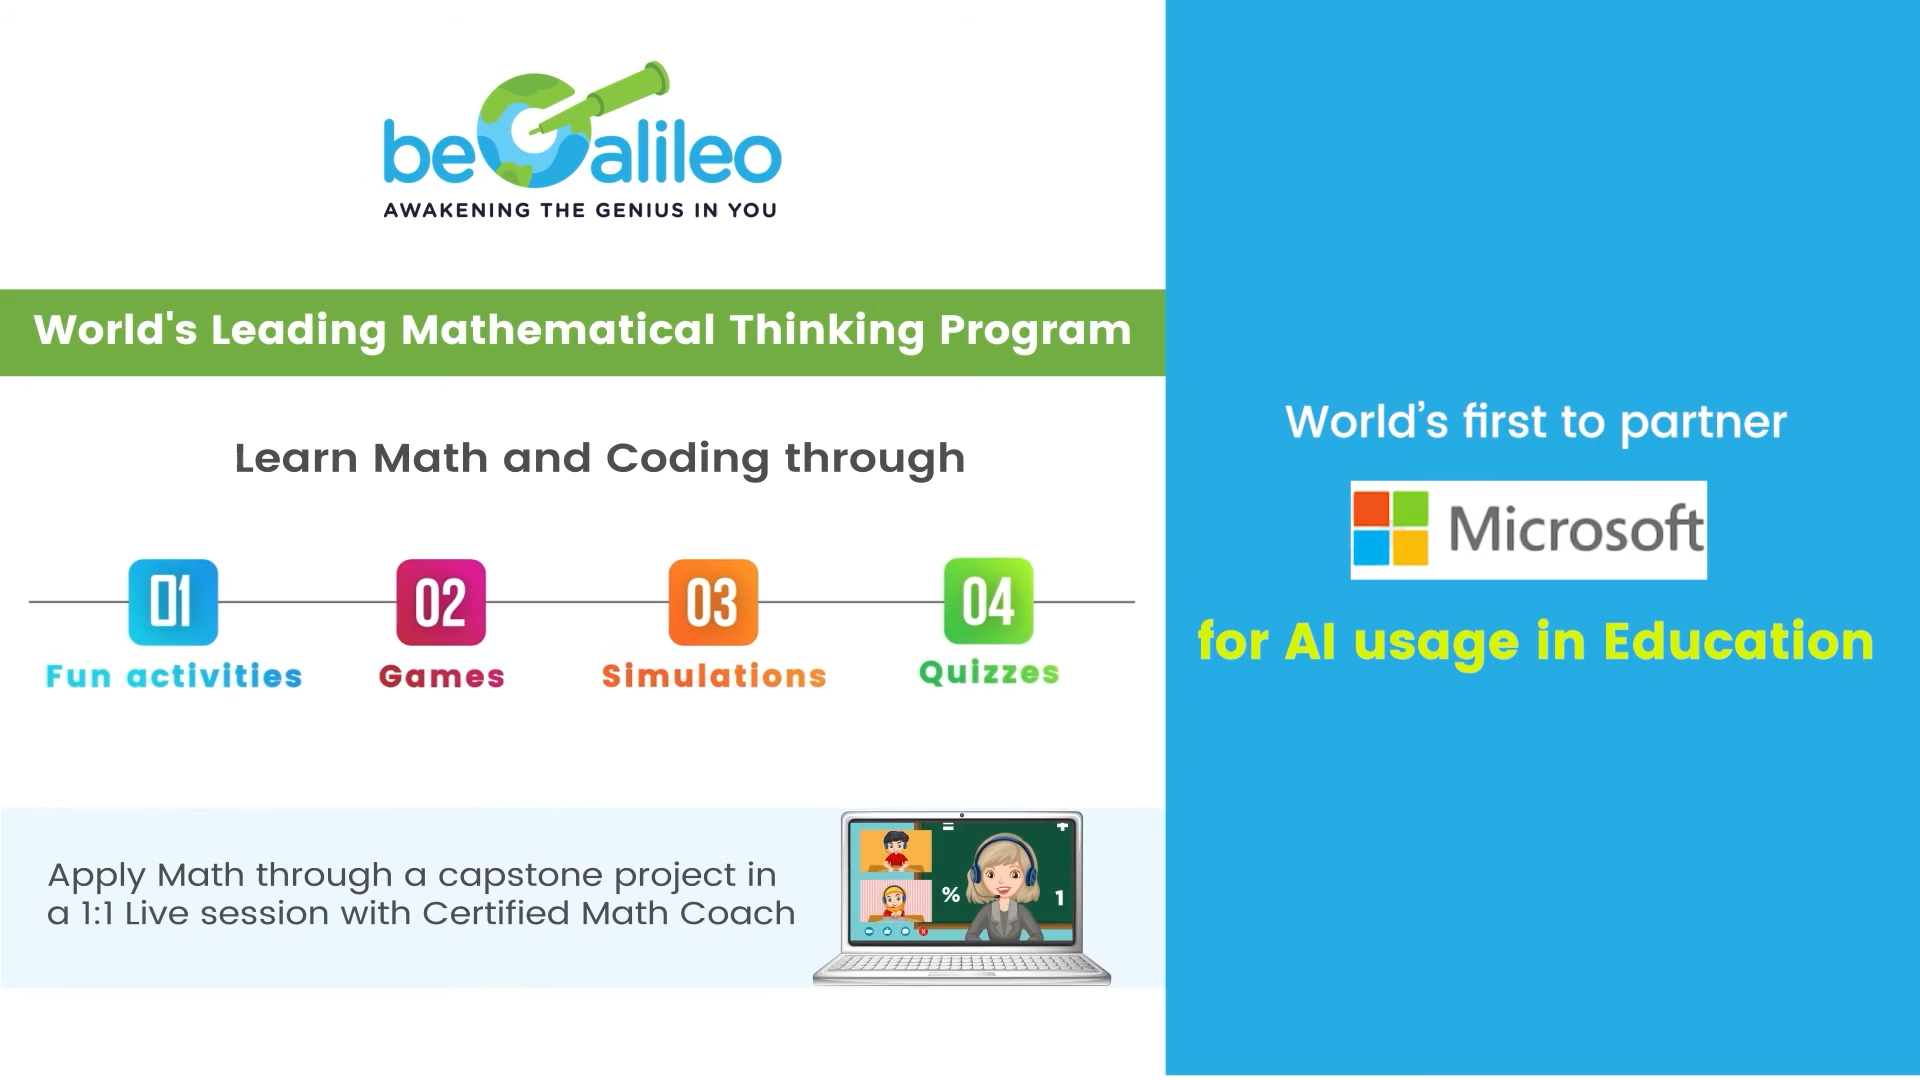 beGalileo
AWAKENING THE GENIUS IN YOU
World's Leading Mathematical Thinking Program
Learn Math and Coding through
01
Fun activities
02
Games
03
Simulations
04
Quizzes
Apply Math through a capstone project in
a 1:1 Live session with Certified Math Coach
=
+
%
1
World’s first to partner
Microsoft
for AI usage in Education